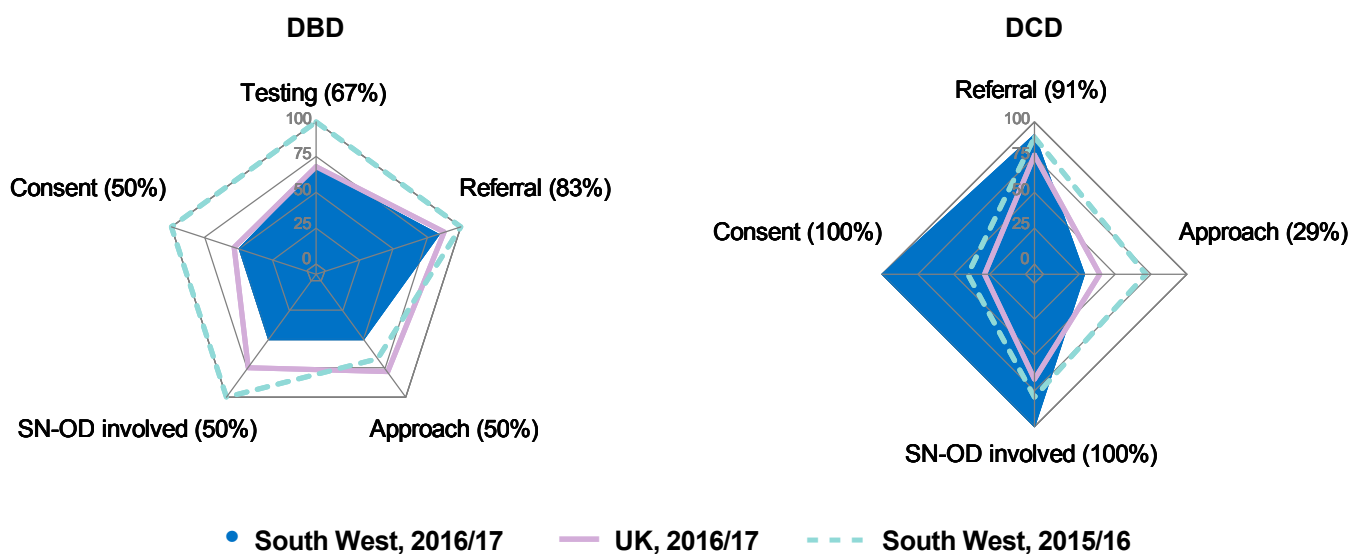 DBD
Testing (67%)
100
75
50
25
0
Consent (50%)
Referral (83%)
SN-OD involved (50%)
Approach (50%)
DCD
Referral (91%)
100
75
50
25
0
Consent (100%)
Approach (29%)
SN-OD involved (100%)
South West, 2016/17
UK, 2016/17
South West, 2015/16